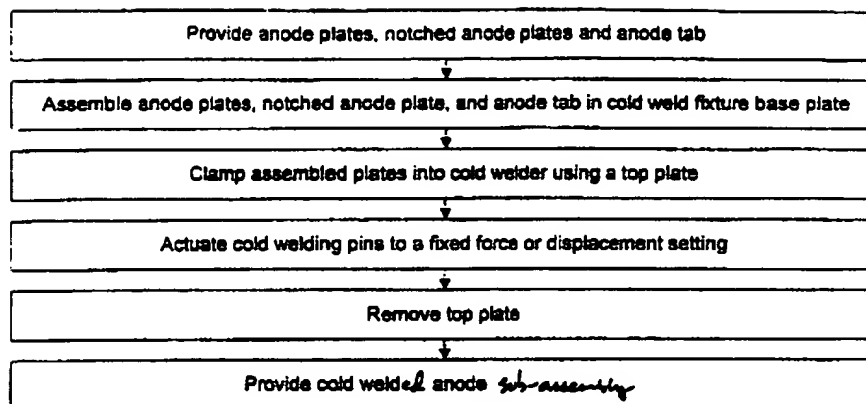 Provide anode plates, notched anode plates and anode tab
Assemble anode plates, notched anode plate, and anode tab in cold weld fixture base plate
Clamp assembled plates into cold welder using a top plate
Actuate cold welding pins to a fixed force or displacement setting
Remove top plate
Provide cold welded anode sub-assembly